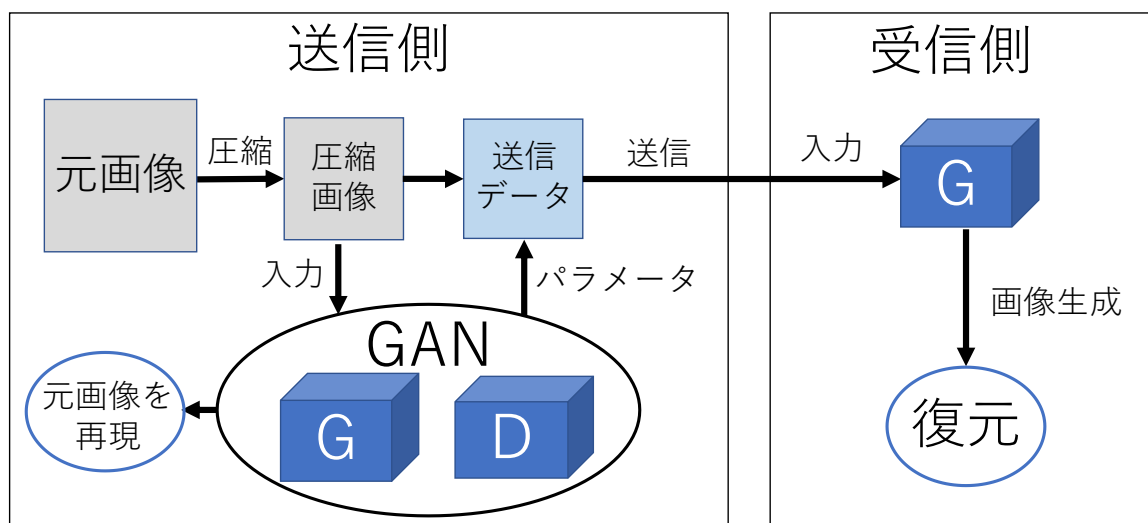 送信側
受信側
元画像
圧縮
圧縮
画像
送信
データ
送信
入力
G
入力
パラメータ
画像生成
GAN
G
D
元画像を
再現
復元